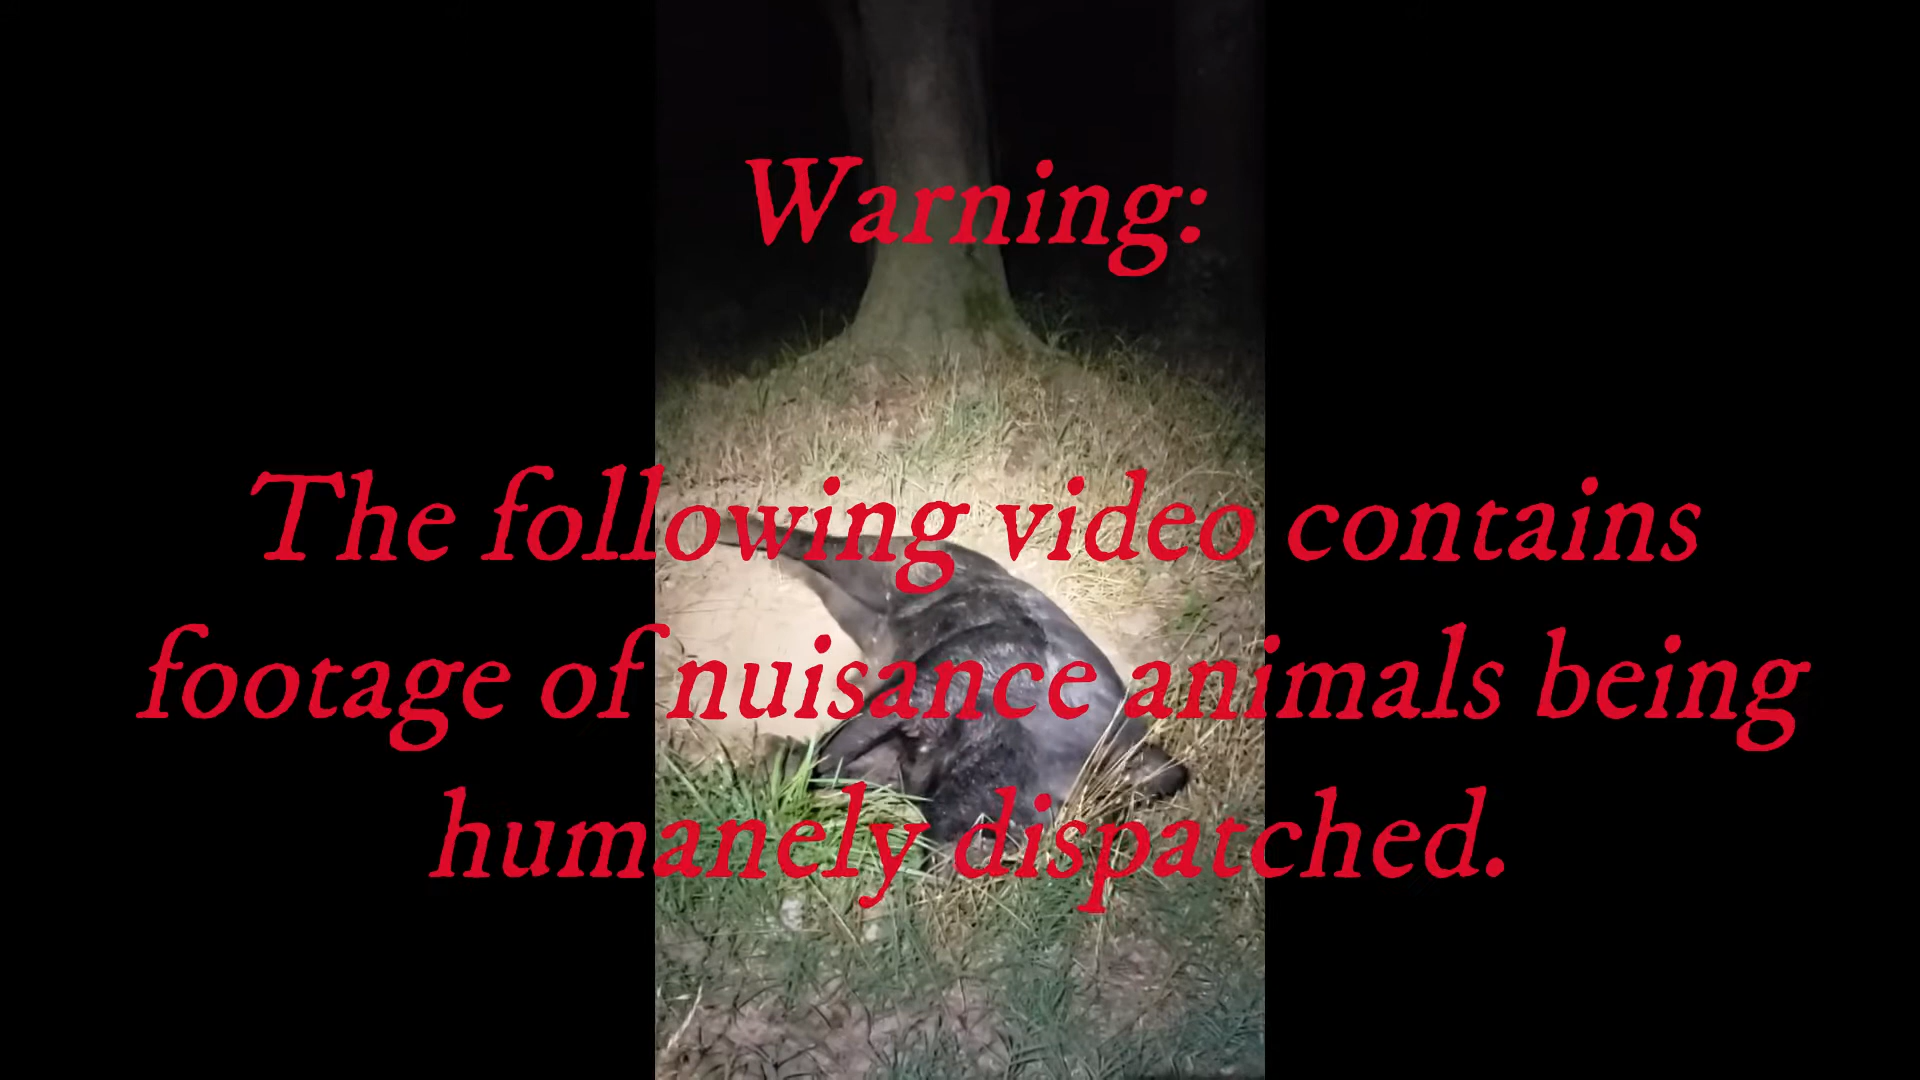 Warning:
The following video contains
footage of nuisance animals being
humanely dispatched.